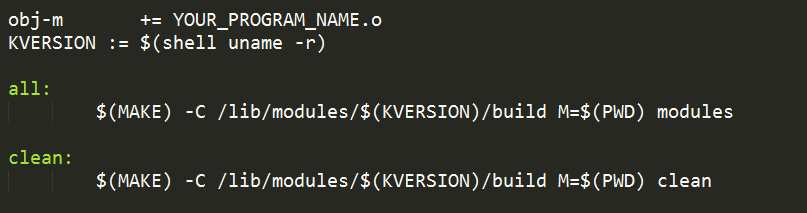 obj-m += YOUR_PROGRAM_NAME.o
KVERSION := $(shell uname -r)
all:
$(MAKE) -C /lib/modules/$(KVERSION)/build M=$(PWD) modules
clean:
$(MAKE) -C /lib/modules/$(KVERSION)/build M=$(PWD) clean